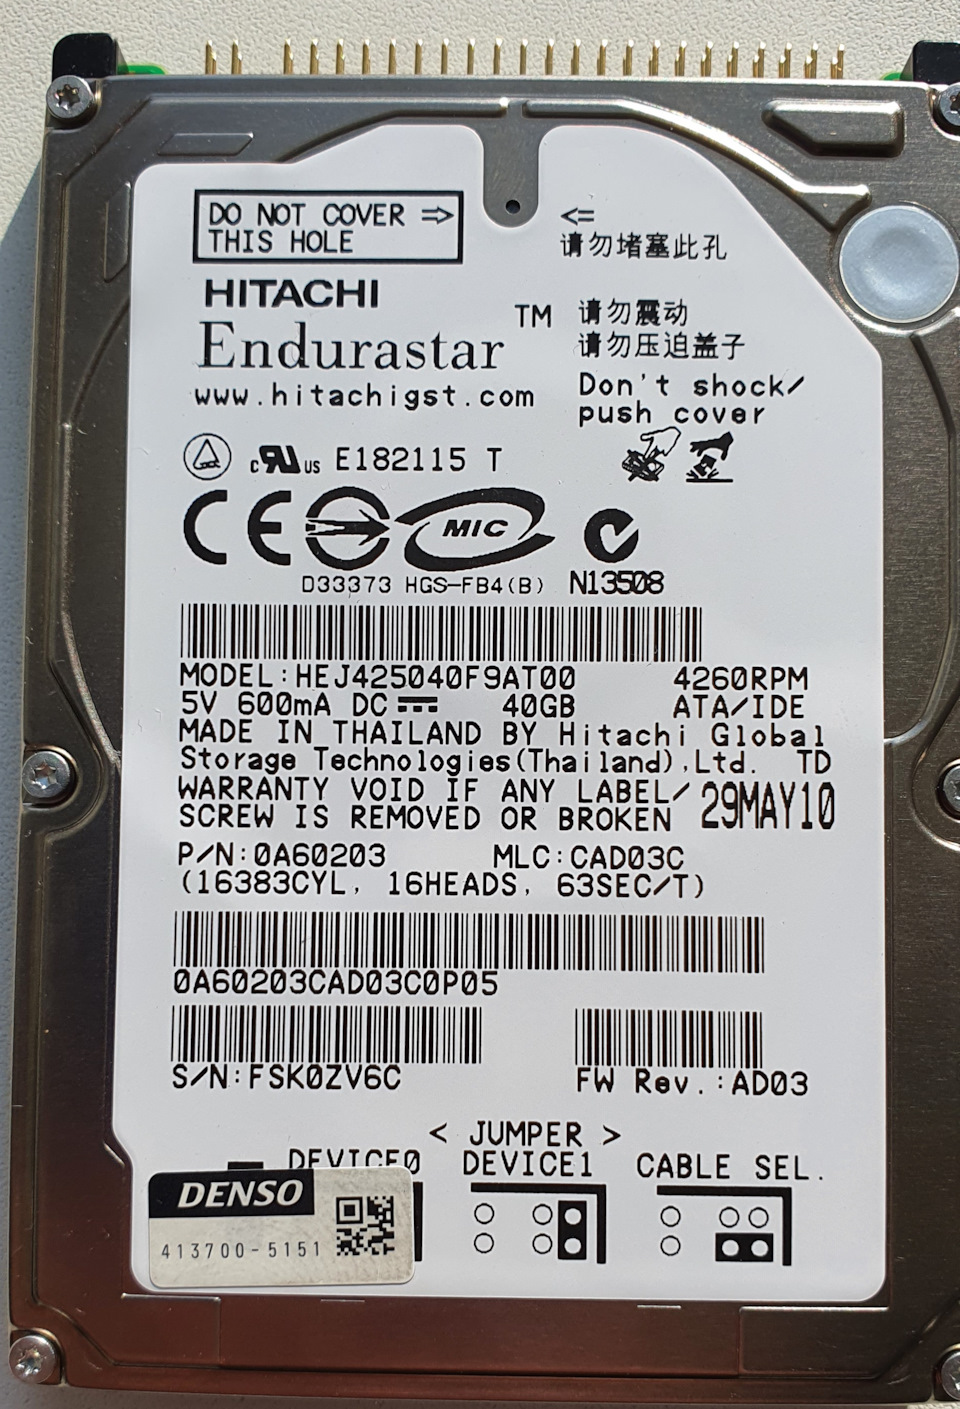 DO NOT COVER ⇒
THIS HOLE
⇐
请勿堵塞此孔
HITACHI
Endurastar TM
www.hitachigst.com
请勿震动
请勿压迫盖子
Don't shock/
push cover
c RU US E182115 T
CE MIC
D33373 HGS-FB4(B) N13508
MODEL:HEJ425040F9AT00 4260RPM
5V 600mA DC 40GB ATA/IDE
MADE IN THAILAND BY Hitachi Global
Storage Technologies(Thailand),Ltd. TD
WARRANTY VOID IF ANY LABEL/
SCREW IS REMOVED OR BROKEN 29MAY10
P/N:0A60203 MLC:CAD03C
(16383CYL, 16HEADS, 63SEC/T)
0A60203CAD03C0P05
S/N:FSK0ZV6C FW Rev.:AD03
< JUMPER >
DEVICE0 DEVICE1 CABLE SEL.
DENSO
413700-5151